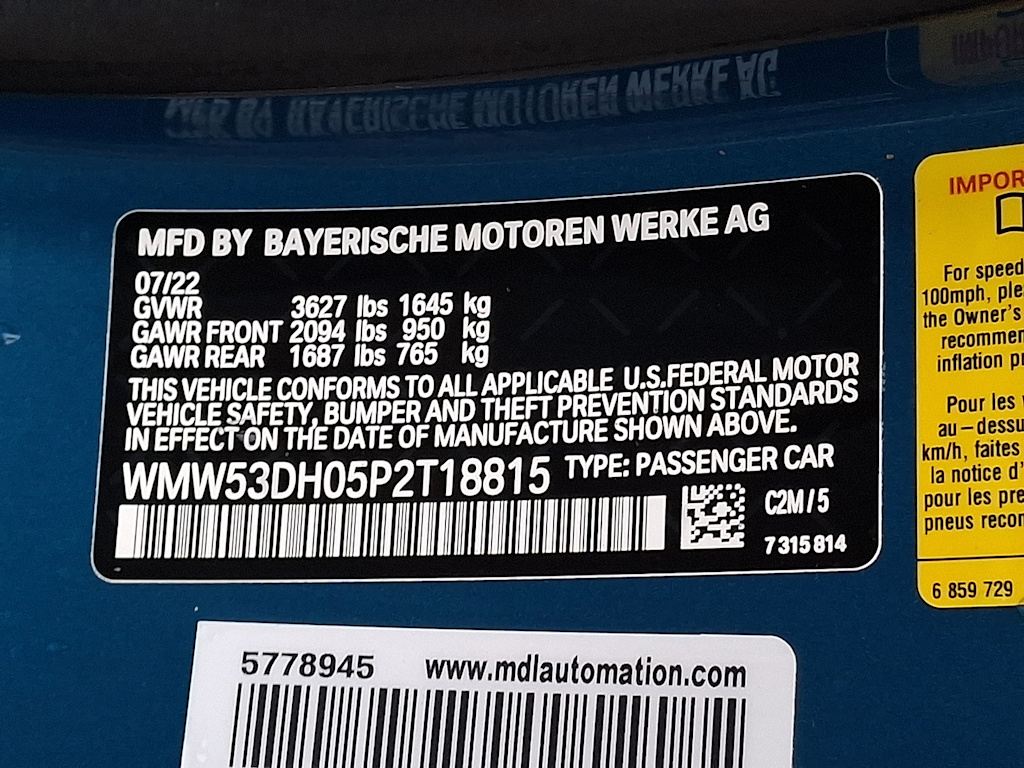 MFD BY BAYERISCHE MOTOREN WERKE AG
07/22
GVWR 3627 lbs 1645 kg
GAWR FRONT 2094 lbs 950 kg
GAWR REAR 1687 lbs 765 kg
THIS VEHICLE CONFORMS TO ALL APPLICABLE U.S.FEDERAL MOTOR
VEHICLE SAFETY, BUMPER AND THEFT PREVENTION STANDARDS
IN EFFECT ON THE DATE OF MANUFACTURE SHOWN ABOVE.
WMW53DH05P2T18815 TYPE: PASSENGER CAR
C2M/5
7315814
5778945 www.mdlautomation.com
IMPOR
For speed
100mph, ple
the Owner's
recommen
inflation p
Pour les
au-dessu
km/h, faites
la notice d'
pour les pre
pneus recon
6 859 729